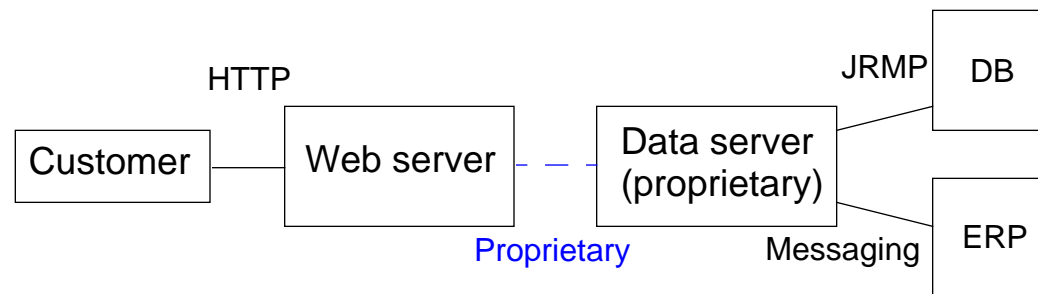 HTTP
JRMP
DB
Customer
Web server
Data server
(proprietary)
Proprietary
Messaging
ERP